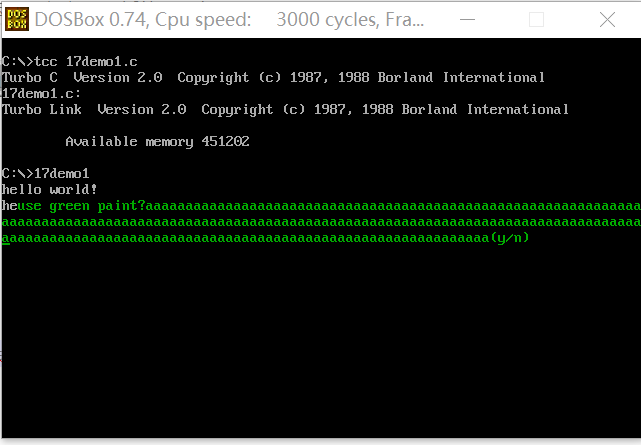 DOS
BOX
DOSBox 0.74, Cpu speed:     3000 cycles, Fra...
C:\>tcc 17demo1.c
Turbo C  Version 2.0  Copyright (c) 1987, 1988 Borland International
17demo1.c:
Turbo Link  Version 2.0  Copyright (c) 1987, 1988 Borland International
        Available memory 451202
C:\>17demo1
hello world!
heuse green paint?aaaaaaaaaaaaaaaaaaaaaaaaaaaaaaaaaaaaaaaaaaaaaaaaaaaaaaaaaaaaaa
aaaaaaaaaaaaaaaaaaaaaaaaaaaaaaaaaaaaaaaaaaaaaaaaaaaaaaaaaaaaaaaaaaaaaaaaaaaaaaaa
aaaaaaaaaaaaaaaaaaaaaaaaaaaaaaaaaaaaaaaaaaaaaaaaaaaaaaaaaaaaa(y/n)